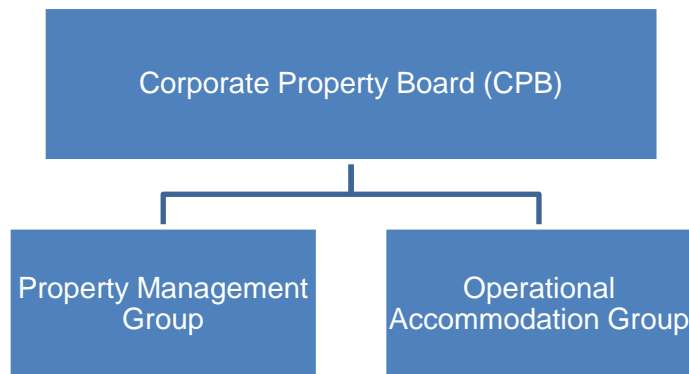 Corporate Property Board (CPB)
Property Management
Group
Operational
Accommodation Group